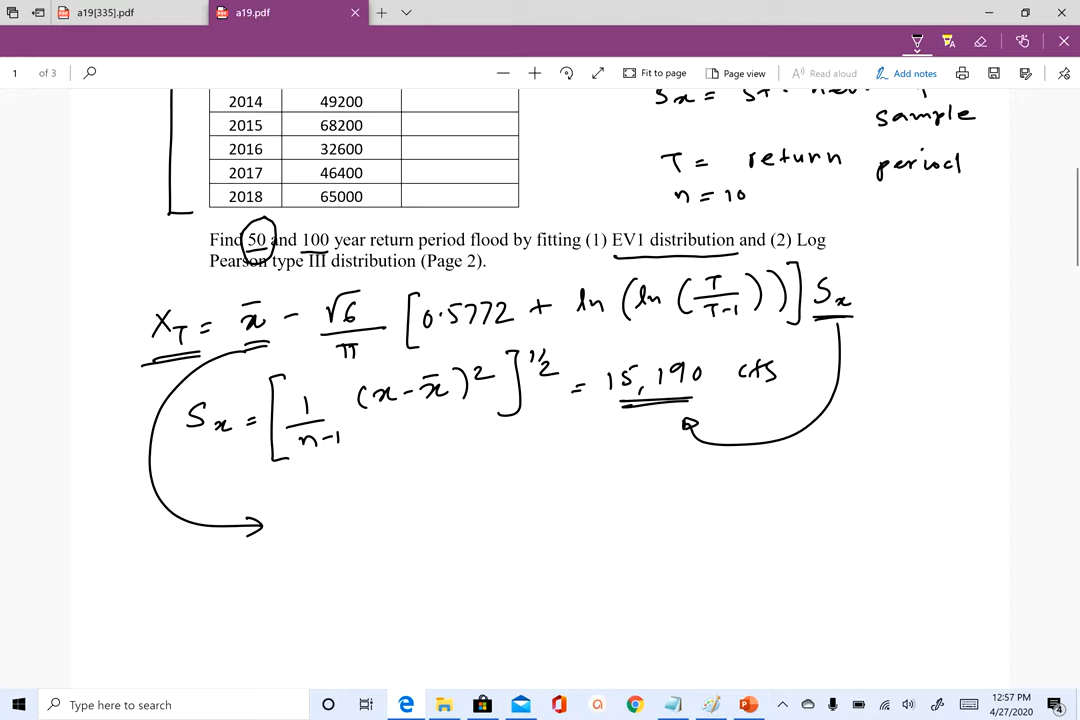 a19[335].pdf
a19.pdf
1 of 3
Fit to page
Page view
Read aloud
Add notes
2014 49200
2015 68200
2016 32600
2017 46400
2018 65000
sample
T = return period
n = 10
Find 50 and 100 year return period flood by fitting (1) EV1 distribution and (2) Log
Pearson type III distribution (Page 2).
X_T = x̄ - √6/π [0.5772 + ln (ln (T/T-1))] S_x
S_x = [1/n-1 (x - x̄)²]^1/2 = 15,190 cfs
Type here to search
12:57 PM
4/27/2020
4